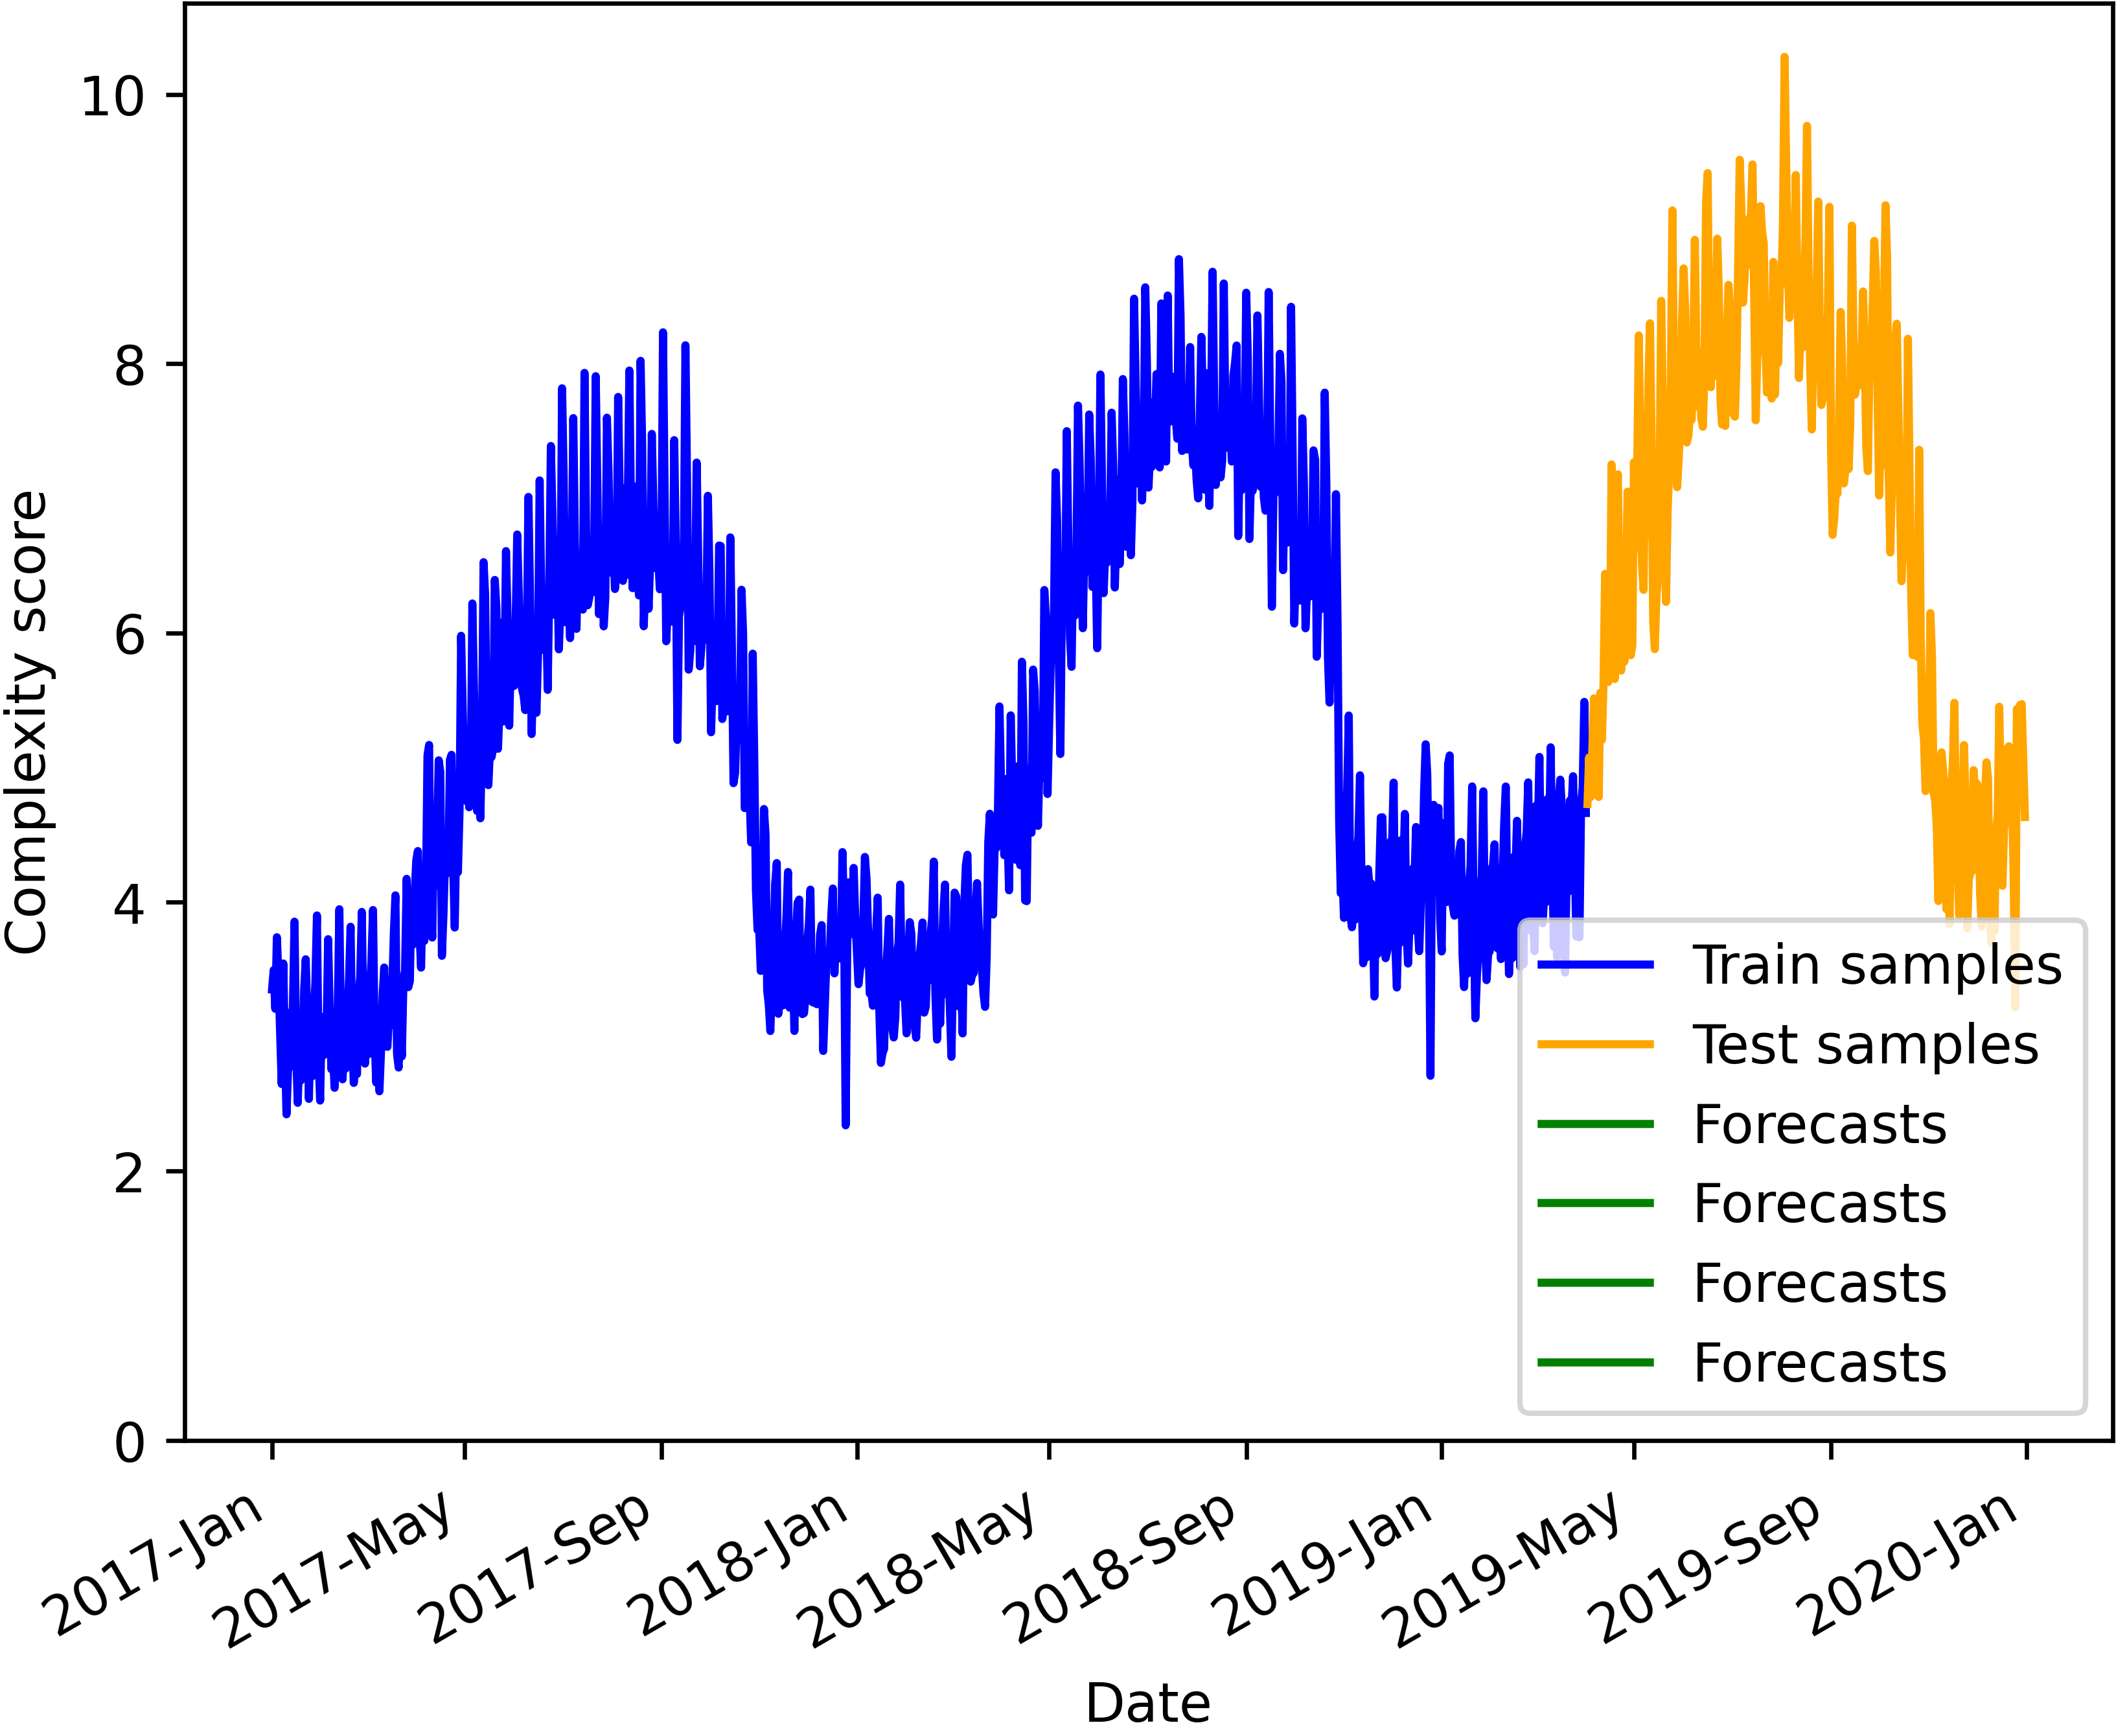 Complexity score
10
8
6
4
2
0
Train samples
Test samples
Forecasts
Forecasts
Forecasts
Forecasts
2017-Jan
2017-May
2017-Sep
2018-Jan
2018-May
2018-Sep
2019-Jan
2019-May
2019-Sep
2020-Jan
Date